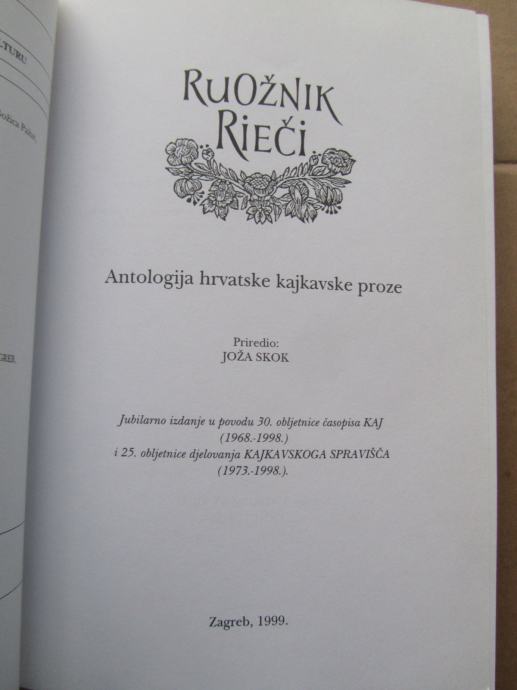 LTURU
RUOŽNIK
RIEČI
Antologija hrvatske kajkavske proze
Priredio:
JOŽA SKOK
Jubilarno izdanje u povodu 30. obljetnice časopisa KAJ
(1968.-1998.)
i 25. obljetnice djelovanja KAJKAVSKOGA SPRAVIŠČA
(1973.-1998.).
Zagreb, 1999.